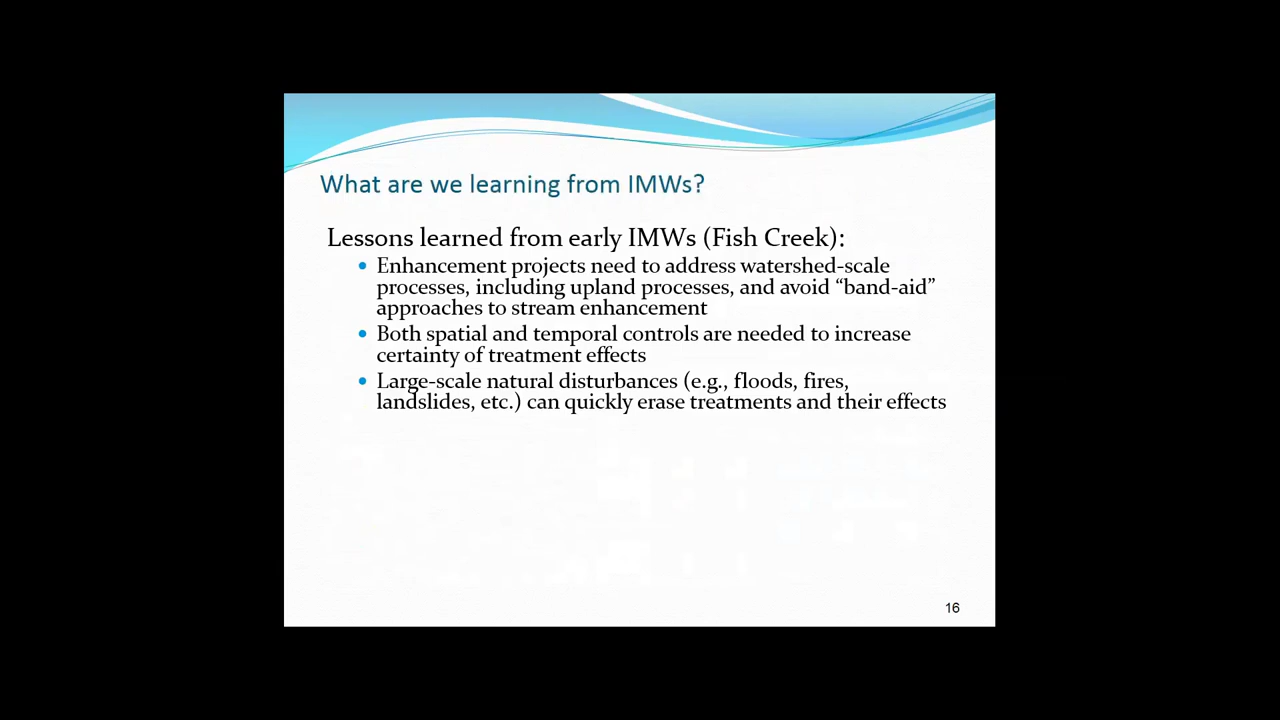 What are we learning from IMWs?
Lessons learned from early IMWs (Fish Creek):
• Enhancement projects need to address watershed-scale
processes, including upland processes, and avoid “band-aid”
approaches to stream enhancement
• Both spatial and temporal controls are needed to increase
certainty of treatment effects
• Large-scale natural disturbances (e.g., floods, fires,
landslides, etc.) can quickly erase treatments and their effects
16